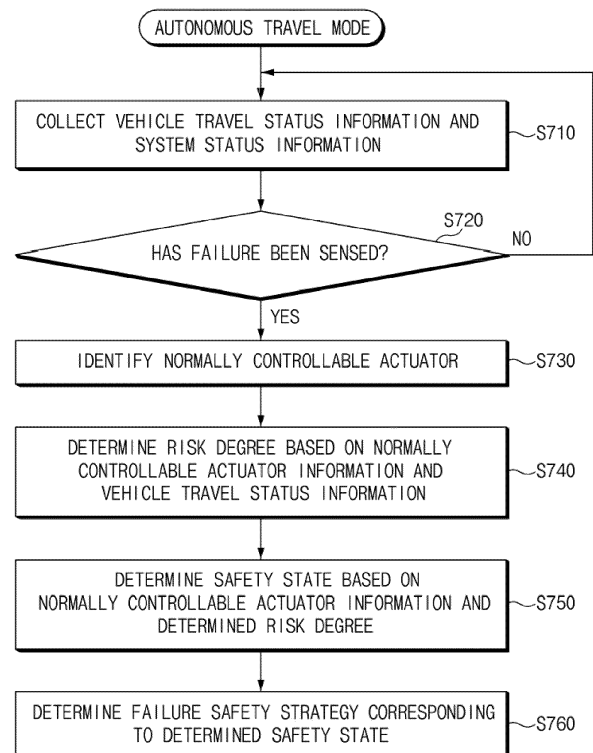 AUTONOMOUS TRAVEL MODE
COLLECT VEHICLE TRAVEL STATUS INFORMATION AND
SYSTEM STATUS INFORMATION
S710
S720
HAS FAILURE BEEN SENSED?
NO
YES
IDENTIFY NORMALLY CONTROLLABLE ACTUATOR
S730
DETERMINE RISK DEGREE BASED ON NORMALLY
CONTROLLABLE ACTUATOR INFORMATION AND
VEHICLE TRAVEL STATUS INFORMATION
S740
DETERMINE SAFETY STATE BASED ON
NORMALLY CONTROLLABLE ACTUATOR INFORMATION AND
DETERMINED RISK DEGREE
S750
DETERMINE FAILURE SAFETY STRATEGY CORRESPONDING
TO DETERMINED SAFETY STATE
S760